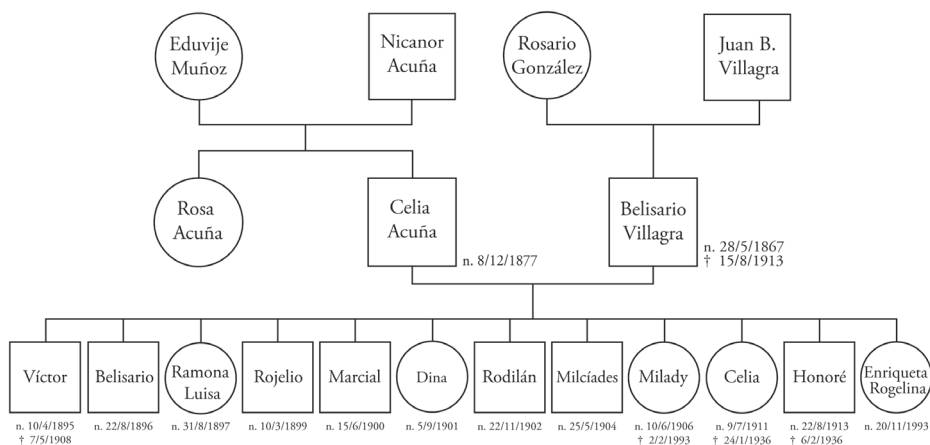 Eduvije
Muñoz
Nicanor
Acuña
Rosario
González
Juan B.
Villagra
Rosa
Acuña
Celia
Acuña
n. 8/12/1877
Belisario
Villagra
n. 28/5/1867
† 15/8/1913
Víctor
n. 10/4/1895
† 7/5/1908
Belisario
n. 22/8/1896
Ramona
Luisa
n. 31/8/1897
Rojelio
n. 10/3/1899
Marcial
n. 15/6/1900
Dina
n. 5/9/1901
Rodilán
n. 22/11/1902
Milcíades
n. 25/5/1904
Milady
n. 10/6/1906
† 2/2/1993
Celia
n. 9/7/1911
† 24/1/1936
Honoré
n. 22/8/1913
† 6/2/1936
Enriqueta
Rogelina
n. 20/11/1993